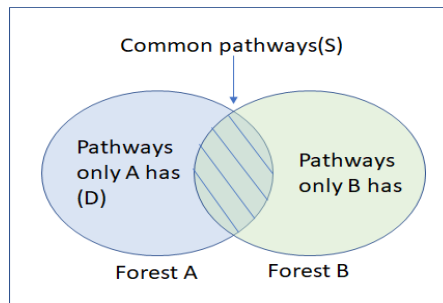 Common pathways(S)
Pathways
only A has
(D)
Pathways
only B has
Forest A
Forest B